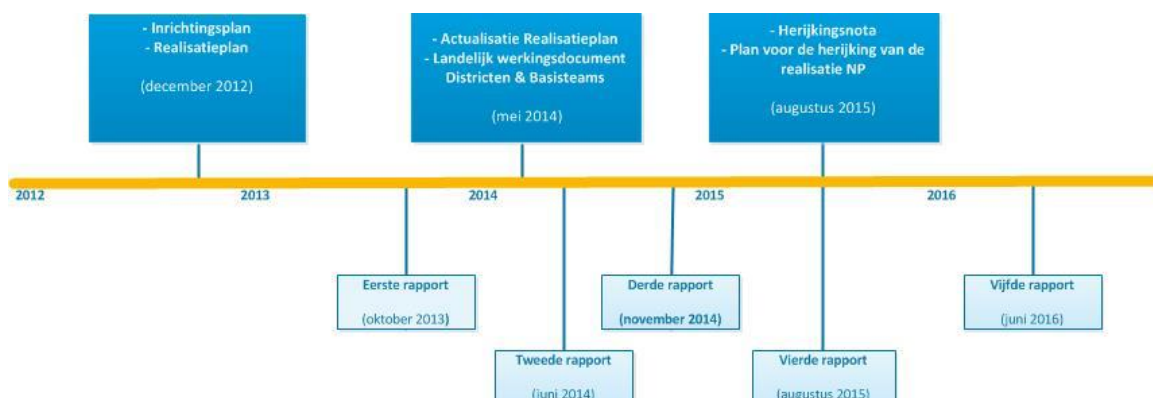 - Inrichtingsplan
- Realisatieplan
(december 2012)
- Actualisatie Realisatieplan
- Landelijk werkingsdocument
Districten & Basisteams
(mei 2014)
- Herijkingsnota
- Plan voor de herijking van de
realisatie NP
(augustus 2015)
2012
2013
2014
2015
2016
Eerste rapport
(oktober 2013)
Derde rapport
(november 2014)
Vijfde rapport
(juni 2016)
Tweede rapport
(juni 2014)
Vierde rapport
(augustus 2015)